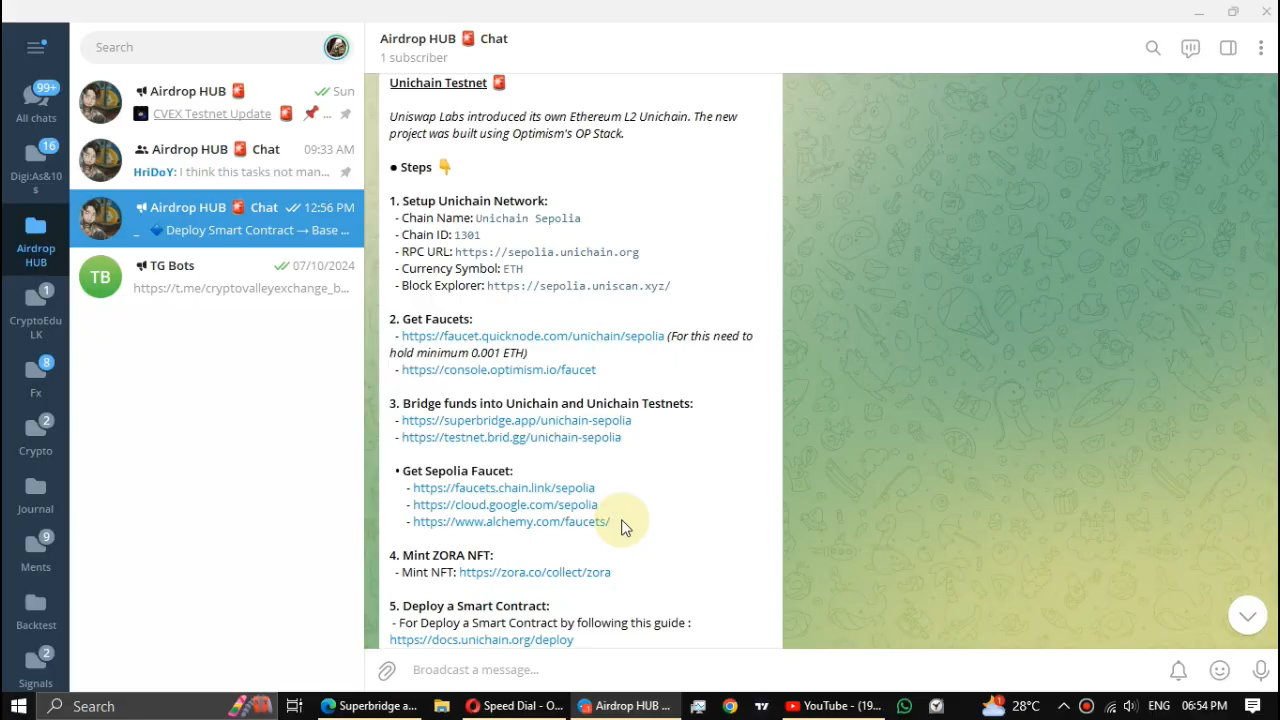 Search
99+
All chats
16
Digi:As&10
s
Airdrop
HUB
1
CryptoEdu
LK
8
Fx
2
Crypto
Journal
9
Ments
Backtest
2
Signals
Airdrop HUB 🚨 Sun
CVEX Testnet Update 🚨 📌 ...
Airdrop HUB 🚨 Chat 09:33 AM
HriDoY: I think this tasks not man...
Airdrop HUB 🚨 Chat 12:56 PM
_ 🔷 Deploy Smart Contract → Base ...
TB
TG Bots 07/10/2024
https://t.me/cryptovalleyexchange_b...
Airdrop HUB 🚨 Chat
1 subscriber
Unichain Testnet 🚨
Uniswap Labs introduced its own Ethereum L2 Unichain. The new
project was built using Optimism's OP Stack.
● Steps 👇
1. Setup Unichain Network:
- Chain Name: Unichain Sepolia
- Chain ID: 1301
- RPC URL: https://sepolia.unichain.org
- Currency Symbol: ETH
- Block Explorer: https://sepolia.uniscan.xyz/
2. Get Faucets:
- https://faucet.quicknode.com/unichain/sepolia (For this need to
hold minimum 0.001 ETH)
- https://console.optimism.io/faucet
3. Bridge funds into Unichain and Unichain Testnets:
- https://superbridge.app/unichain-sepolia
- https://testnet.brid.gg/unichain-sepolia
• Get Sepolia Faucet:
- https://faucets.chain.link/sepolia
- https://cloud.google.com/sepolia
- https://www.alchemy.com/faucets/
4. Mint ZORA NFT:
- Mint NFT: https://zora.co/collect/zora
5. Deploy a Smart Contract:
- For Deploy a Smart Contract by following this guide :
https://docs.unichain.org/deploy
Broadcast a message...
Search
Superbridge a...
Speed Dial - O...
Airdrop HUB ...
YouTube - (19...
28°C
ENG
06:54 PM